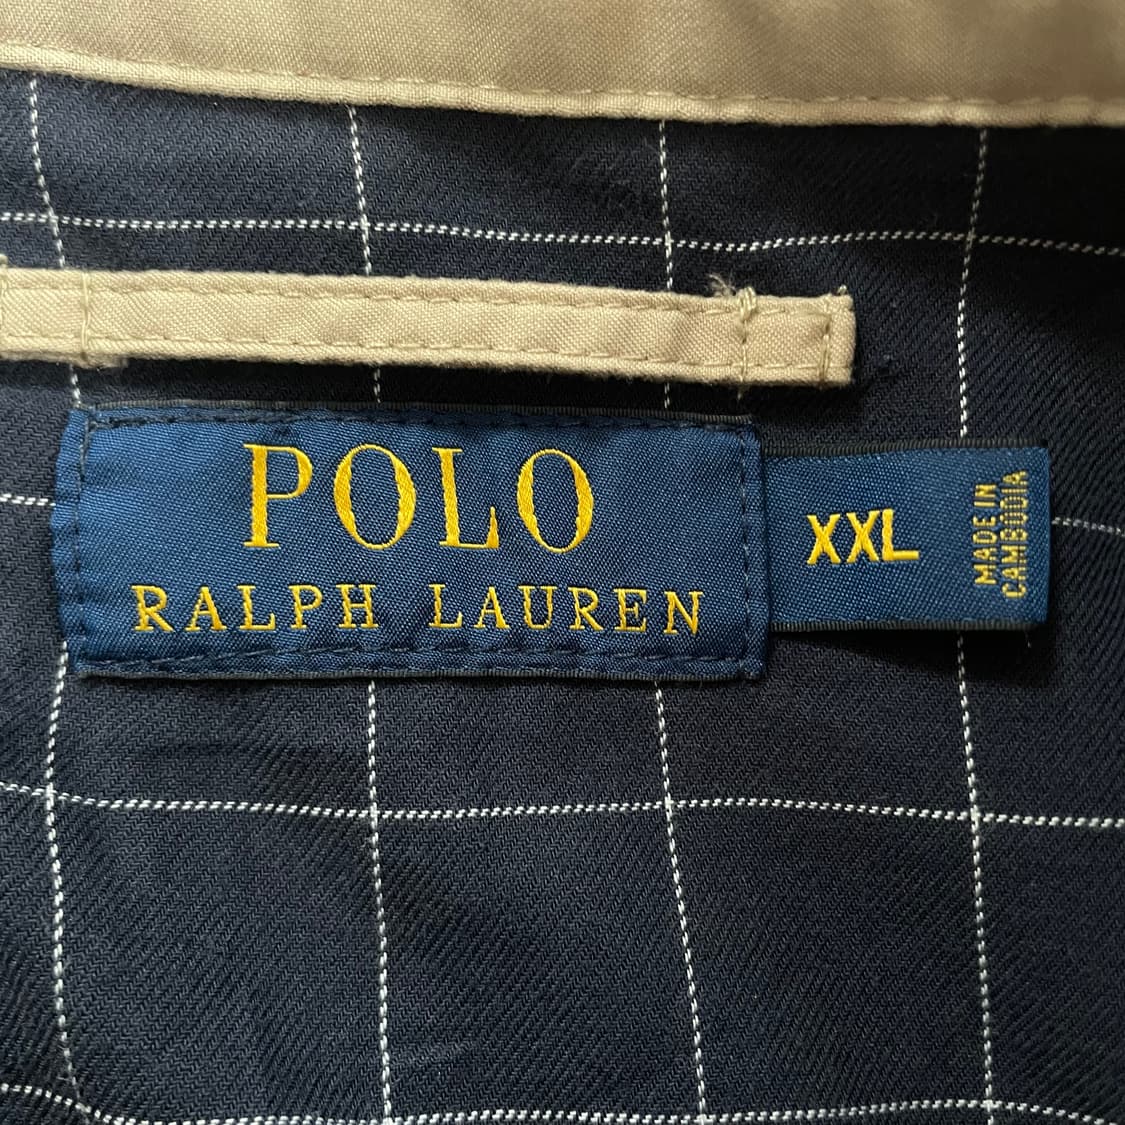 POLO
RALPH LAUREN
XXL
MADE IN
CAMBODIA